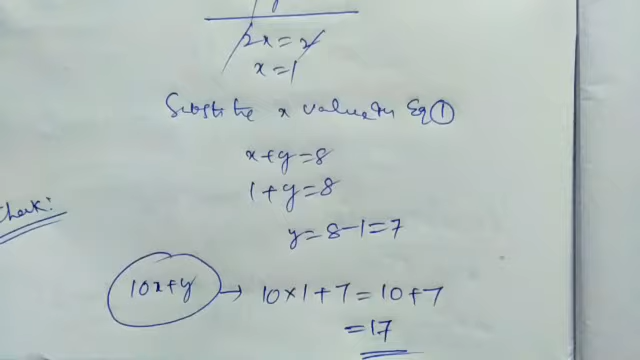 2x = 2
x = 1
x value in Eq ①
x + y = 8
1 + y = 8
Check:
y = 8 - 1 = 7
10x+y → 10 × 1 + 7 = 10 + 7
= 17